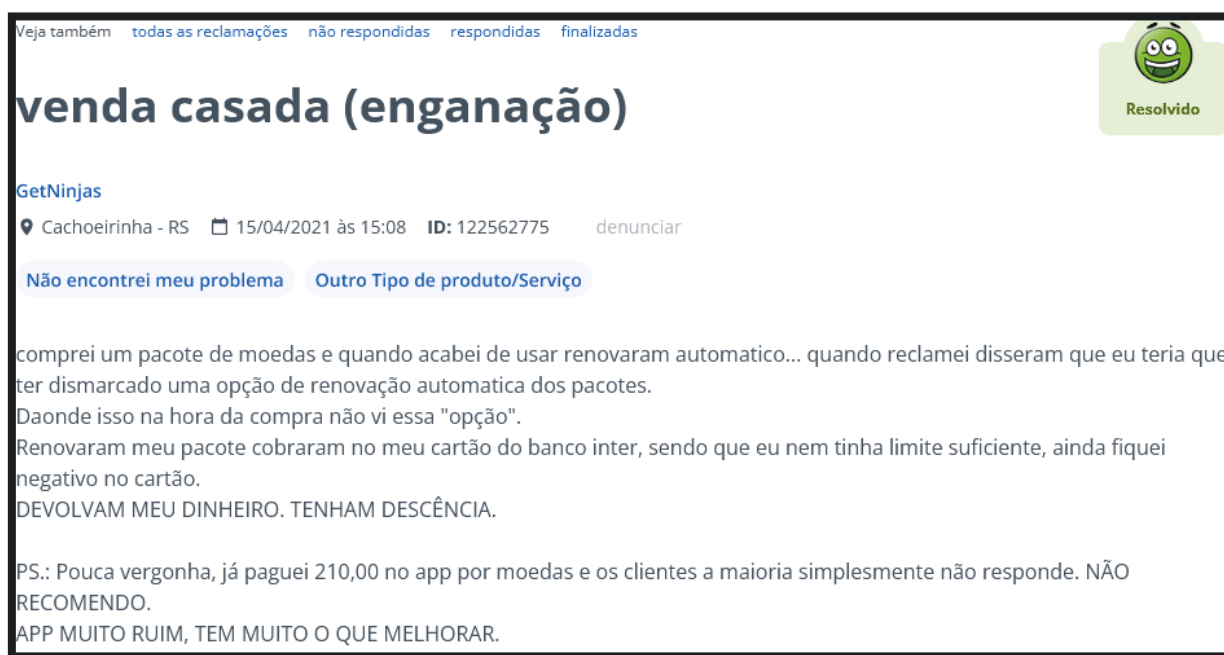 Veja também todas as reclamações não respondidas respondidas finalizadas
Resolvido
venda casada (enganação)
GetNinjas
Cachoeirinha - RS 15/04/2021 às 15:08 ID: 122562775 denunciar
Não encontrei meu problema Outro Tipo de produto/Serviço
comprei um pacote de moedas e quando acabei de usar renovaram automatico... quando reclamei disseram que eu teria que
ter dismarcado uma opção de renovação automatica dos pacotes.
Daonde isso na hora da compra não vi essa "opção".
Renovaram meu pacote cobraram no meu cartão do banco inter, sendo que eu nem tinha limite suficiente, ainda fiquei
negativo no cartão.
DEVOLVAM MEU DINHEIRO. TENHAM DESCÊNCIA.
PS.: Pouca vergonha, já paguei 210,00 no app por moedas e os clientes a maioria simplesmente não responde. NÃO
RECOMENDO.
APP MUITO RUIM, TEM MUITO O QUE MELHORAR.